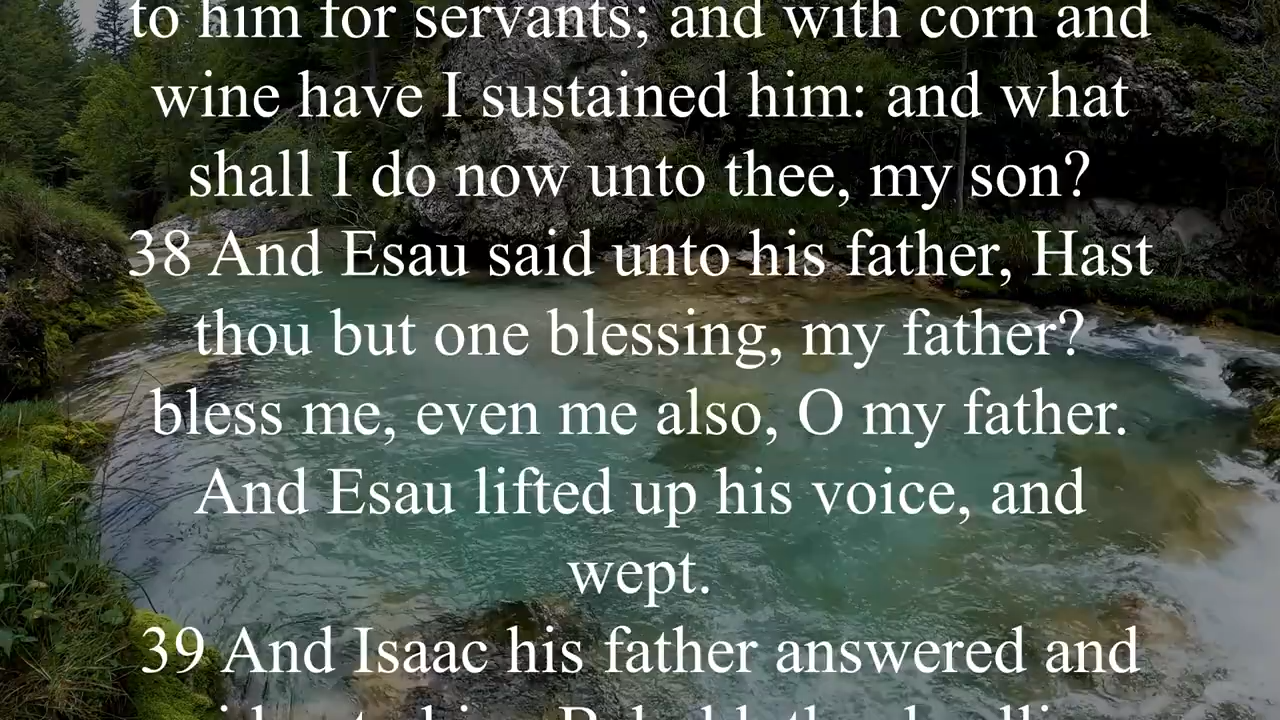 to him for servants; and with corn and
wine have I sustained him: and what
shall I do now unto thee, my son?
38 And Esau said unto his father, Hast
thou but one blessing, my father?
bless me, even me also, O my father.
And Esau lifted up his voice, and
wept.
39 And Isaac his father answered and